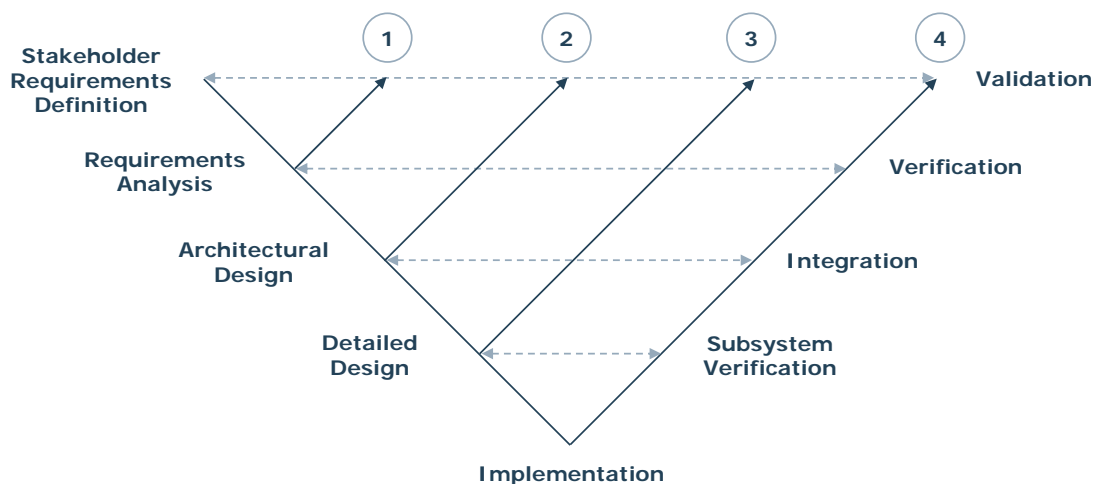 1
2
3
4
Stakeholder
Requirements
Definition
Validation
Requirements
Analysis
Verification
Architectural
Design
Integration
Detailed
Design
Subsystem
Verification
Implementation